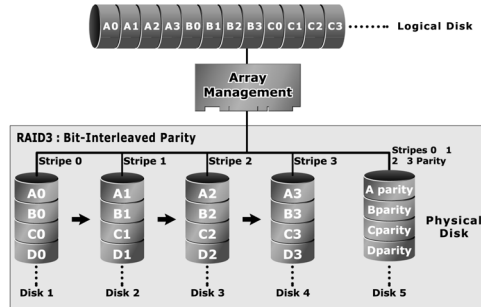 A0 A1 A2 A3 B0 B1 B2 B3 C0 C1 C2 C3 Logical Disk
Array
Management
RAID3 : Bit-Interleaved Parity
Stripe 0 Stripe 1 Stripe 2 Stripe 3 Stripes 0 1
2 3 Parity
A0 A1 A2 A3 A parity
B0 B1 B2 B3 Bparity
C0 C1 C2 C3 Cparity
D0 D1 D2 D3 Dparity
Physical
Disk
Disk 1 Disk 2 Disk 3 Disk 4 Disk 5